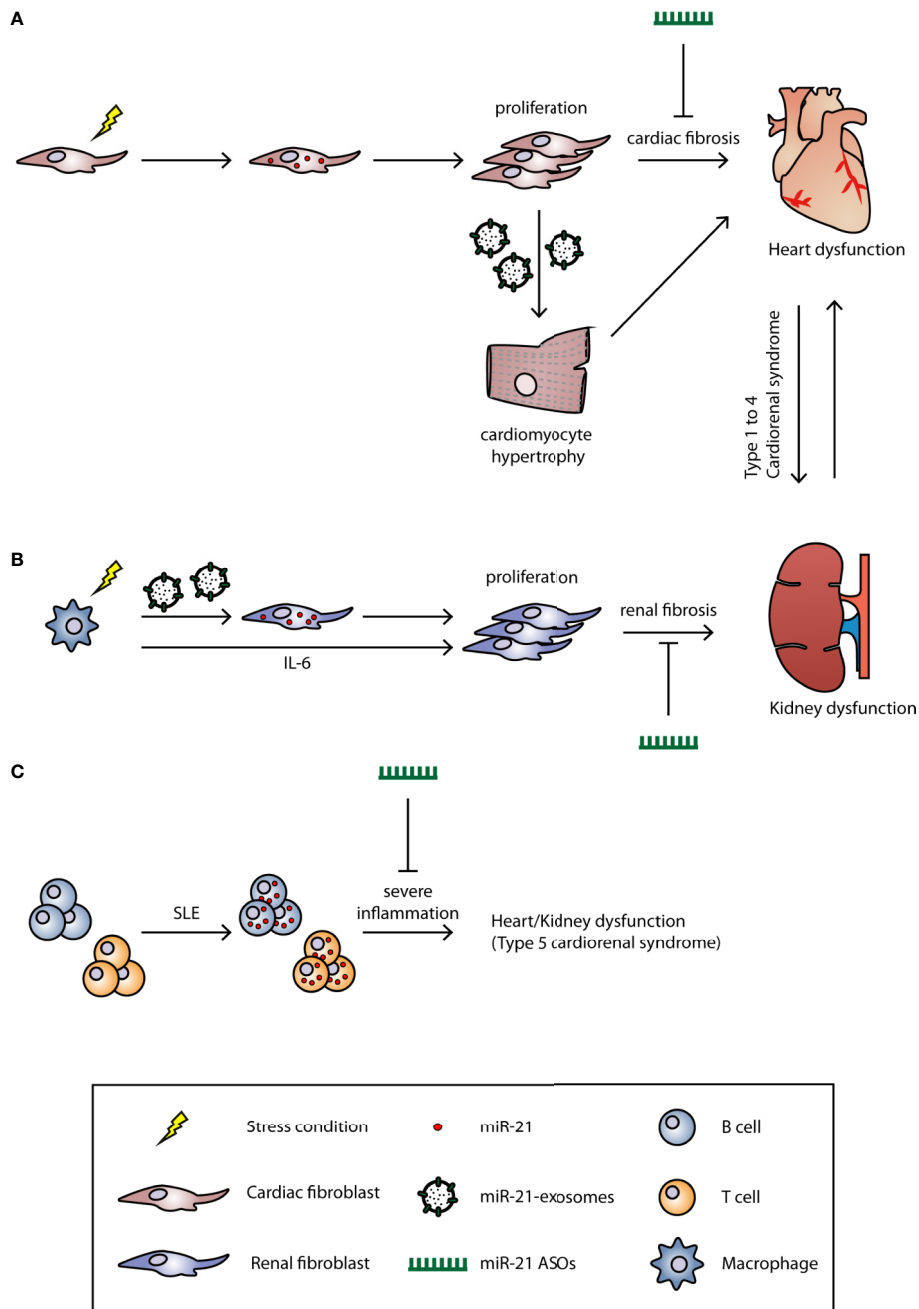 A
proliferation
cardiac fibrosis
Heart dysfunction
cardiomyocyte
hypertrophy
Type 1 to 4
Cardiorenal syndrome
B
proliferation
renal fibrosis
IL-6
Kidney dysfunction
C
SLE
severe
inflammation
Heart/Kidney dysfunction
(Type 5 cardiorenal syndrome)
Stress condition
miR-21
B cell
Cardiac fibroblast
miR-21-exosomes
T cell
Renal fibroblast
miR-21 ASOs
Macrophage